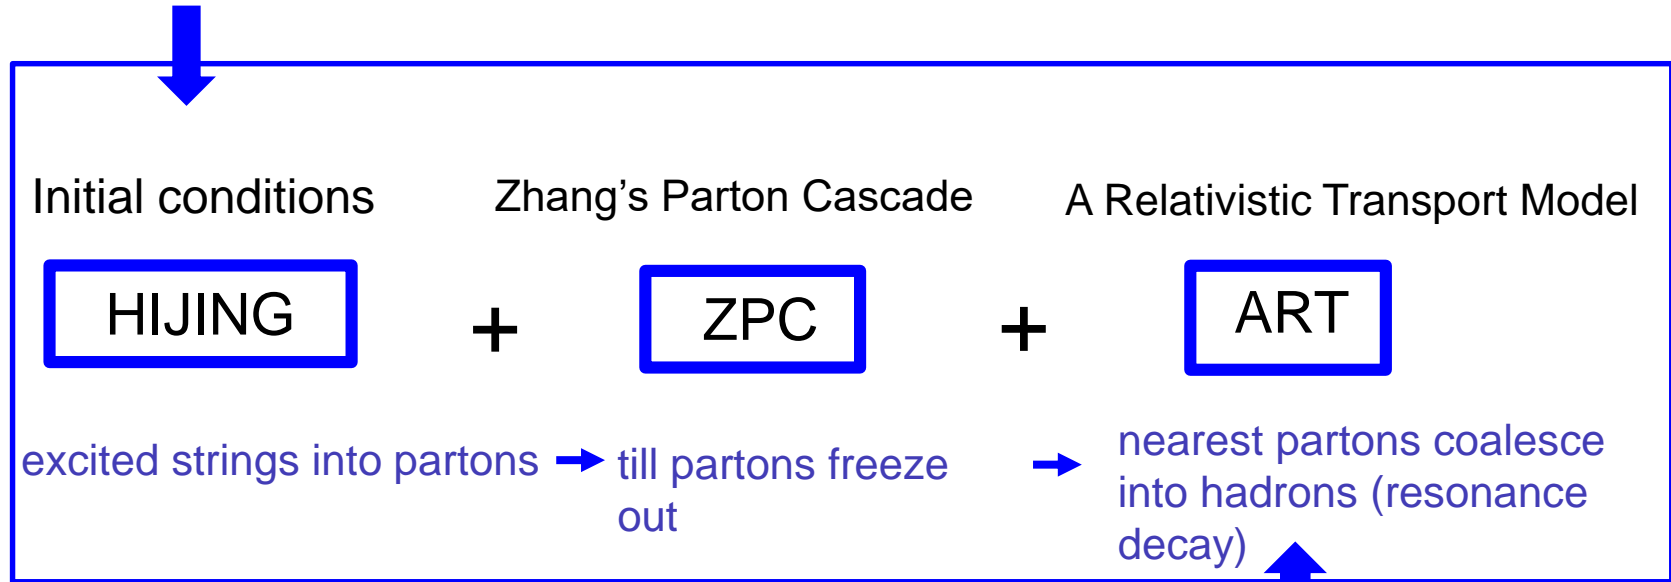 Initial conditions
Zhang’s Parton Cascade
A Relativistic Transport Model
HIJING
+
ZPC
+
ART
excited strings into partons
till partons freeze
out
nearest partons coalesce
into hadrons (resonance
decay)